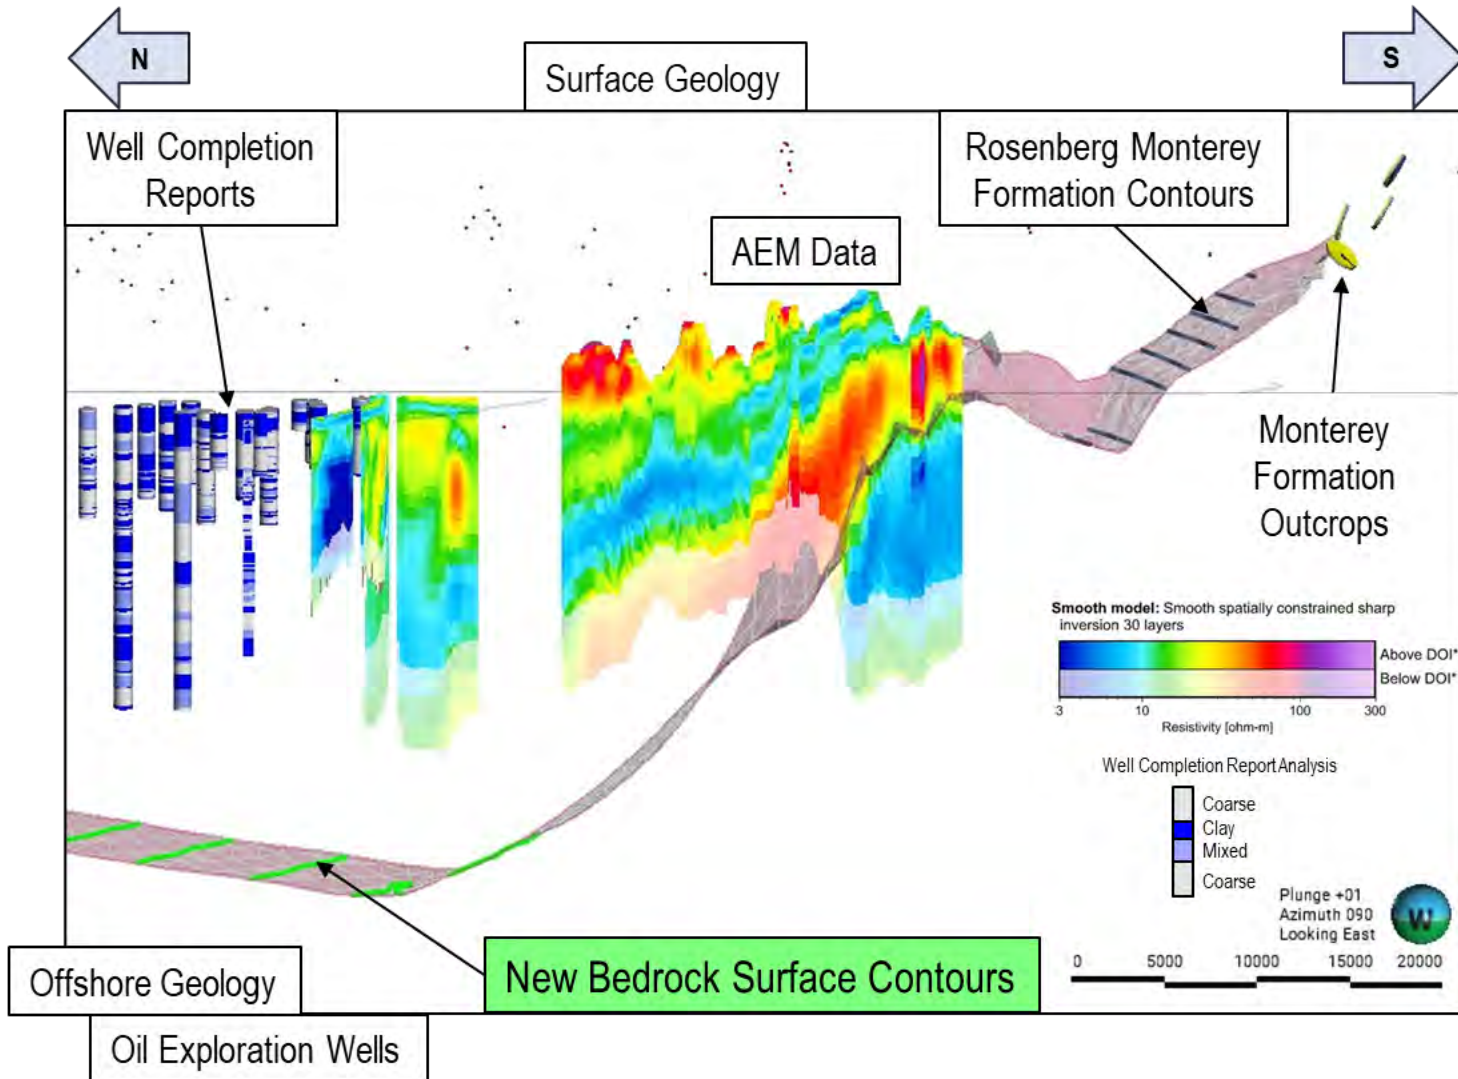 N
S
Surface Geology
Well Completion
Reports
Rosenberg Monterey
Formation Contours
AEM Data
Monterey
Formation
Outcrops
Smooth model: Smooth spatially constrained sharp
inversion 30 layers
Above DOI*
Below DOI*
3 10 100 300
Resistivity [ohm-m]
Well Completion Report Analysis
Coarse
Clay
Mixed
Coarse
Plunge +01
Azimuth 090
Looking East
W
0 5000 10000 15000 20000
New Bedrock Surface Contours
Offshore Geology
Oil Exploration Wells